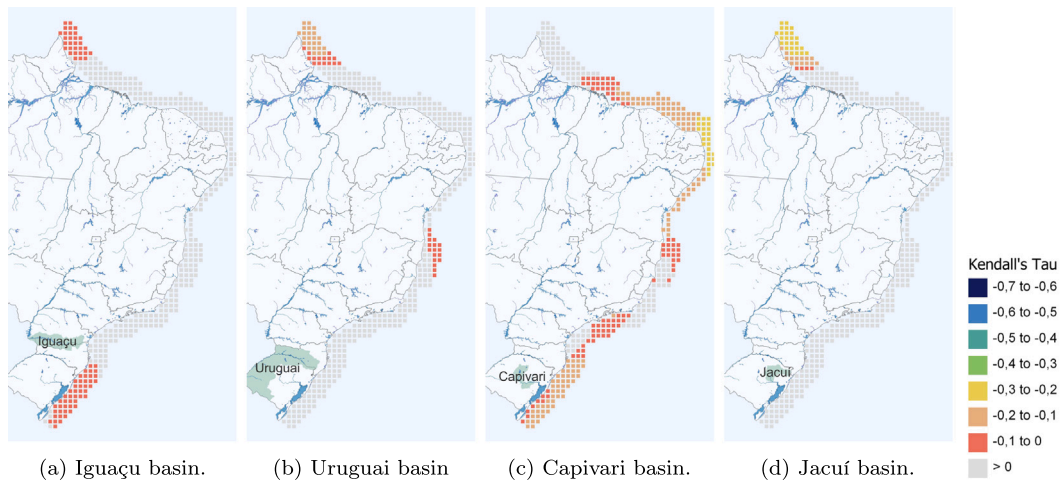 Iguaçu
Uruguai
Capivari
Jacuí
Kendall's Tau
-0,7 to -0,6
-0,6 to -0,5
-0,5 to -0,4
-0,4 to -0,3
-0,3 to -0,2
-0,2 to -0,1
-0,1 to 0
> 0
(a) Iguaçu basin.
(b) Uruguai basin
(c) Capivari basin.
(d) Jacuí basin.